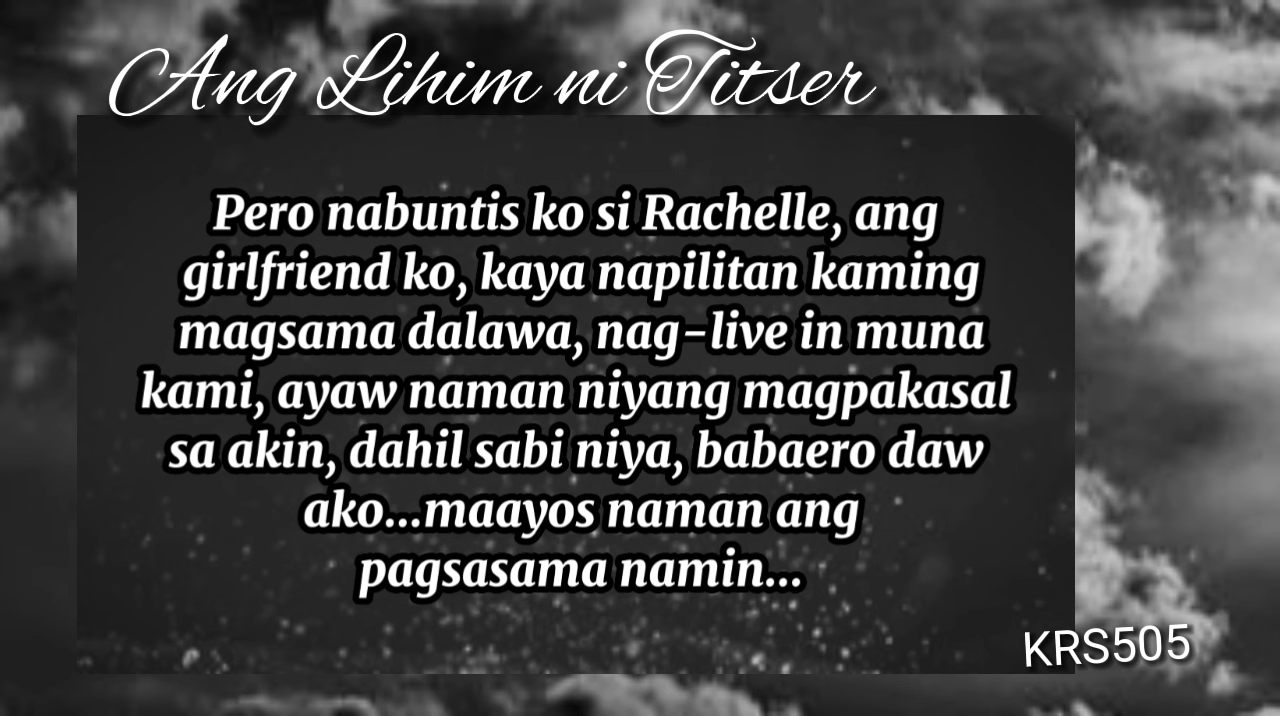 Ang Lihim ni Titser
Pero nabuntis ko si Rachelle, ang
girlfriend ko, kaya napilitan kaming
magsama dalawa, nag-live in muna
kami, ayaw naman niyang magpakasal
sa akin, dahil sabi niya, babaero daw
ako...maayos naman ang
pagsasama namin...
KRS505